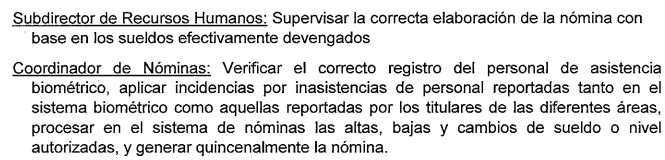 Subdirector de Recursos Humanos: Supervisar la correcta elaboración de la nómina con
base en los sueldos efectivamente devengados
Coordinador de Nóminas: Verificar el correcto registro del personal de asistencia
biométrico, aplicar incidencias por inasistencias de personal reportadas tanto en el
sistema biométrico como aquellas reportadas por los titulares de las diferentes áreas,
procesar en el sistema de nóminas las altas, bajas y cambios de sueldo o nivel
autorizadas, y generar quincenalmente la nómina.